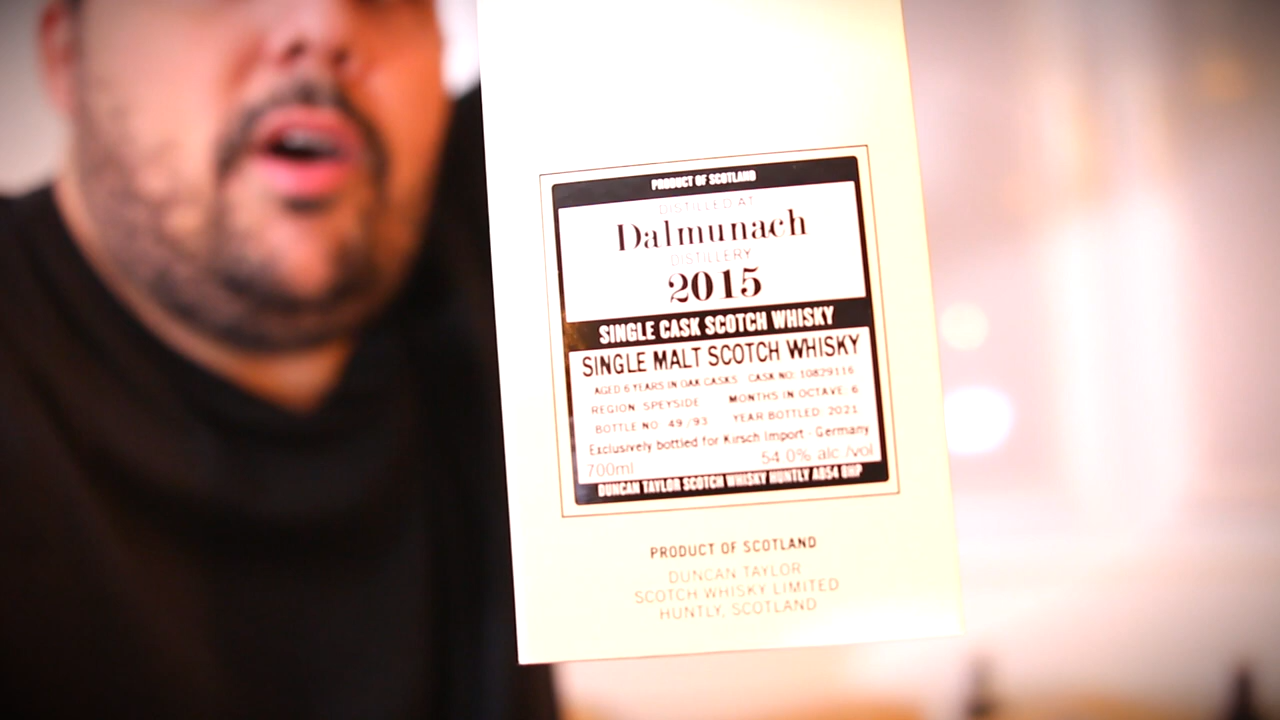 PRODUCT OF SCOTLAND
DISTILLED AT
Dalmunach
DISTILLERY
2015
SINGLE CASK SCOTCH WHISKY
SINGLE MALT SCOTCH WHISKY
AGED 6 YEARS IN OAK CASKS CASK NO: 10829116
REGION: SPEYSIDE MONTHS IN OCTAVE: 6
BOTTLE NO: 49 /93 YEAR BOTTLED: 2021
Exclusively bottled for Kirsch Import - Germany
700ml 54.0% alc./vol
DUNCAN TAYLOR SCOTCH WHISKY HUNTLY AB54 8HP
PRODUCT OF SCOTLAND
DUNCAN TAYLOR
SCOTCH WHISKY LIMITED
HUNTLY, SCOTLAND